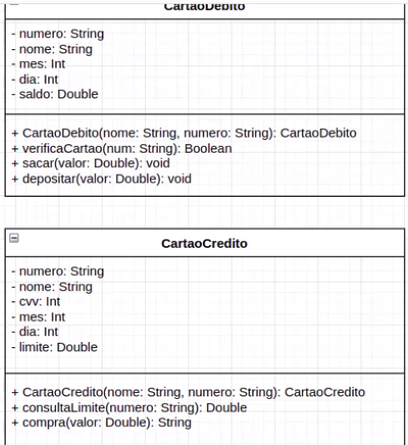 CartaoDebito
- numero: String
- nome: String
- mes: Int
- dia: Int
- saldo: Double
+ CartaoDebito(nome: String, numero: String): CartaoDebito
+ verificaCartao(num: String): Boolean
+ sacar(valor: Double): void
+ depositar(valor: Double): void
CartaoCredito
- numero: String
- nome: String
- cvv: Int
- mes: Int
- dia: Int
- limite: Double
+ CartaoCredito(nome: String, numero: String): CartaoCredito
+ consultaLimite(numero: String): Double
+ compra(valor: Double): String